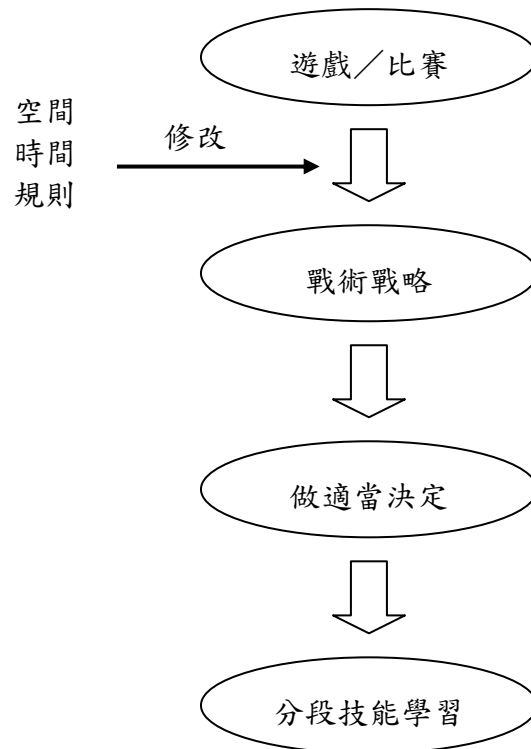 遊戲／比賽
空間
時間
規則
修改
戰術戰略
做適當決定
分段技能學習